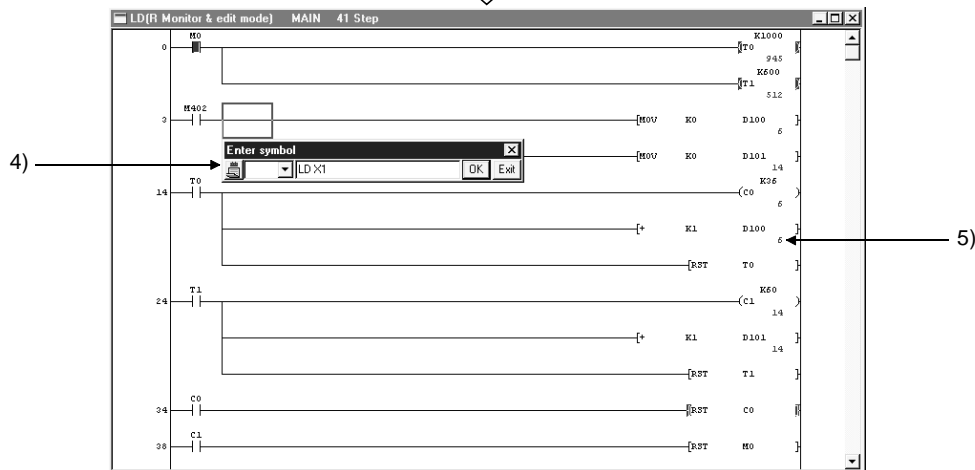 LD(R Monitor & edit mode) MAIN 41 Step
M0 K1000
0 T0
945
K600
T1
512
M402
3 [MOV K0 D100 ]
6
Enter symbol
4) LD X1 OK Exit
[MOV K0 D101 ]
14
T0 K36
14 (C0 )
6
[+ K1 D100 ]
6 5)
[RST T0 ]
T1 K60
24 (C1 )
14
[+ K1 D101 ]
14
[RST T1 ]
C0
34 [RST C0 ]
C1
38 [RST M0 ]